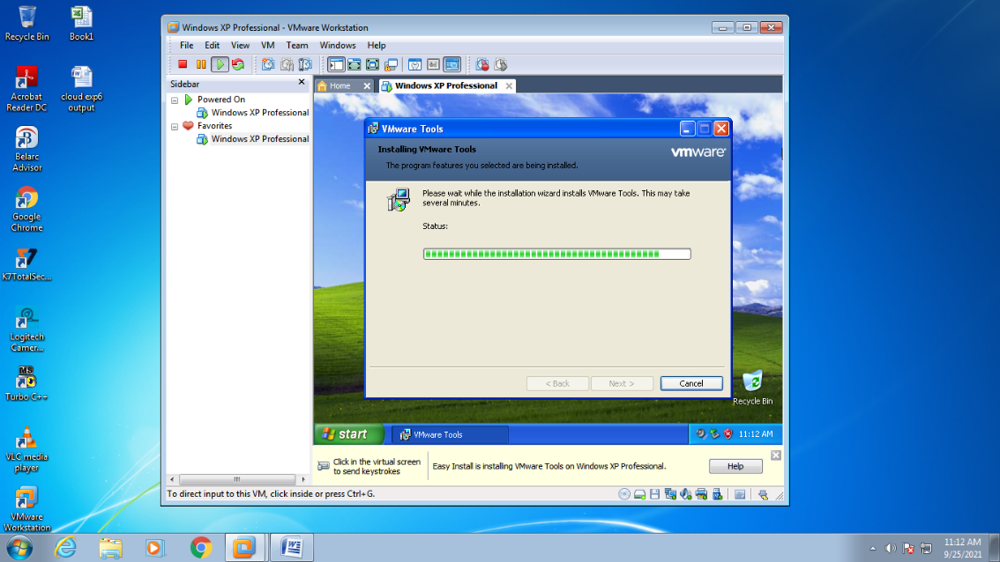 Recycle Bin
Book1
Acrobat
Reader DC
cloud exp6
output
Belarc
Advisor
Google
Chrome
K7TotalSec...
Logitech
Camer...
MS
Turbo C++
VLC media
player
VMware
Workstation
Windows XP Professional - VMware Workstation
File Edit View VM Team Windows Help
Sidebar
Powered On
Windows XP Professional
Favorites
Windows XP Professional
Home
Windows XP Professional
VMware Tools
Installing VMware Tools
The program features you selected are being installed.
vmware
Please wait while the installation wizard installs VMware Tools. This may take
several minutes.
Status:
< Back Next > Cancel
Recycle Bin
start
VMware Tools
11:12 AM
Click in the virtual screen
to send keystrokes
Easy Install is installing VMware Tools on Windows XP Professional.
Help
To direct input to this VM, click inside or press Ctrl+G.
11:12 AM
9/25/2021